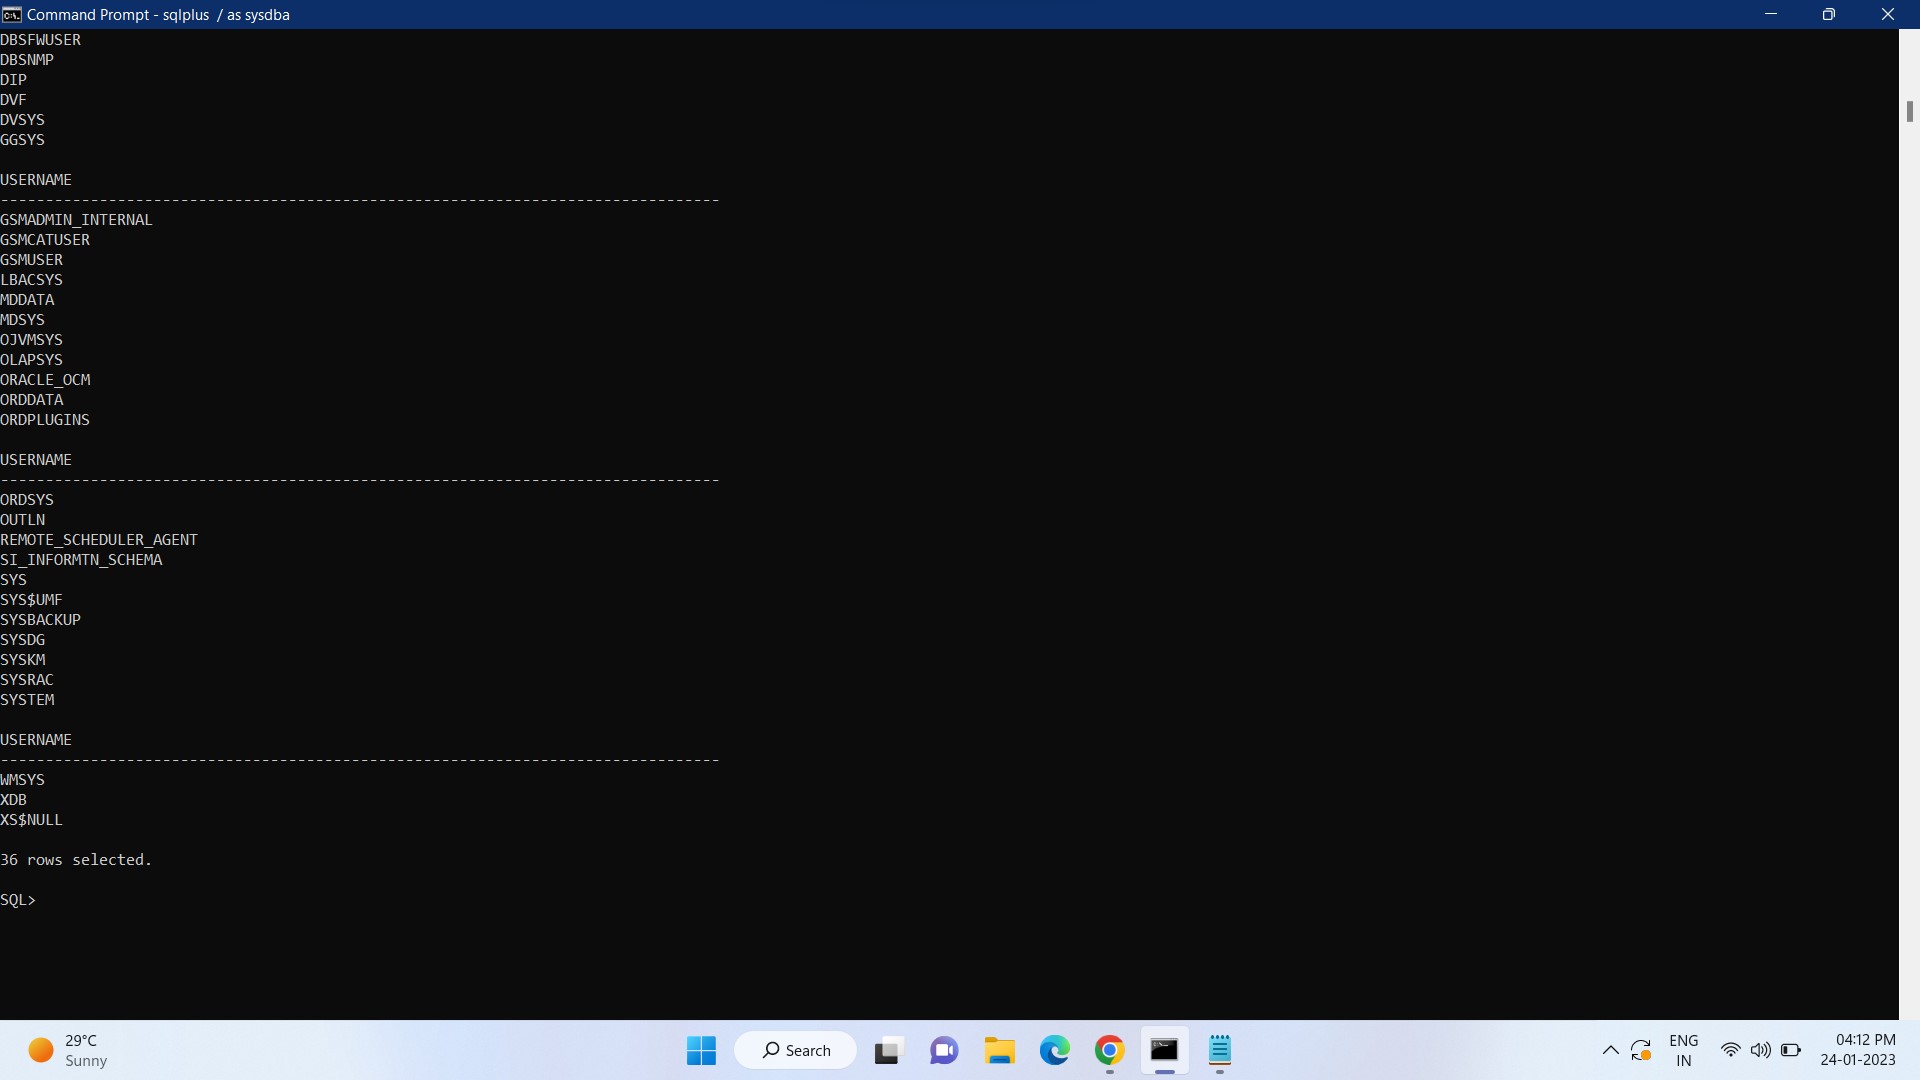 Command Prompt - sqlplus  / as sysdba
DBSFWUSER
DBSNMP
DIP
DVF
DVSYS
GGSYS
USERNAME
--------------------------------------------------------------------------------
GSMADMIN_INTERNAL
GSMCATUSER
GSMUSER
LBACSYS
MDDATA
MDSYS
OJVMSYS
OLAPSYS
ORACLE_OCM
ORDDATA
ORDPLUGINS
USERNAME
--------------------------------------------------------------------------------
ORDSYS
OUTLN
REMOTE_SCHEDULER_AGENT
SI_INFORMTN_SCHEMA
SYS
SYS$UMF
SYSBACKUP
SYSDG
SYSKM
SYSRAC
SYSTEM
USERNAME
--------------------------------------------------------------------------------
WMSYS
XDB
XS$NULL
36 rows selected.
SQL>
29°C
Sunny
Search
ENG
IN
04:12 PM
24-01-2023